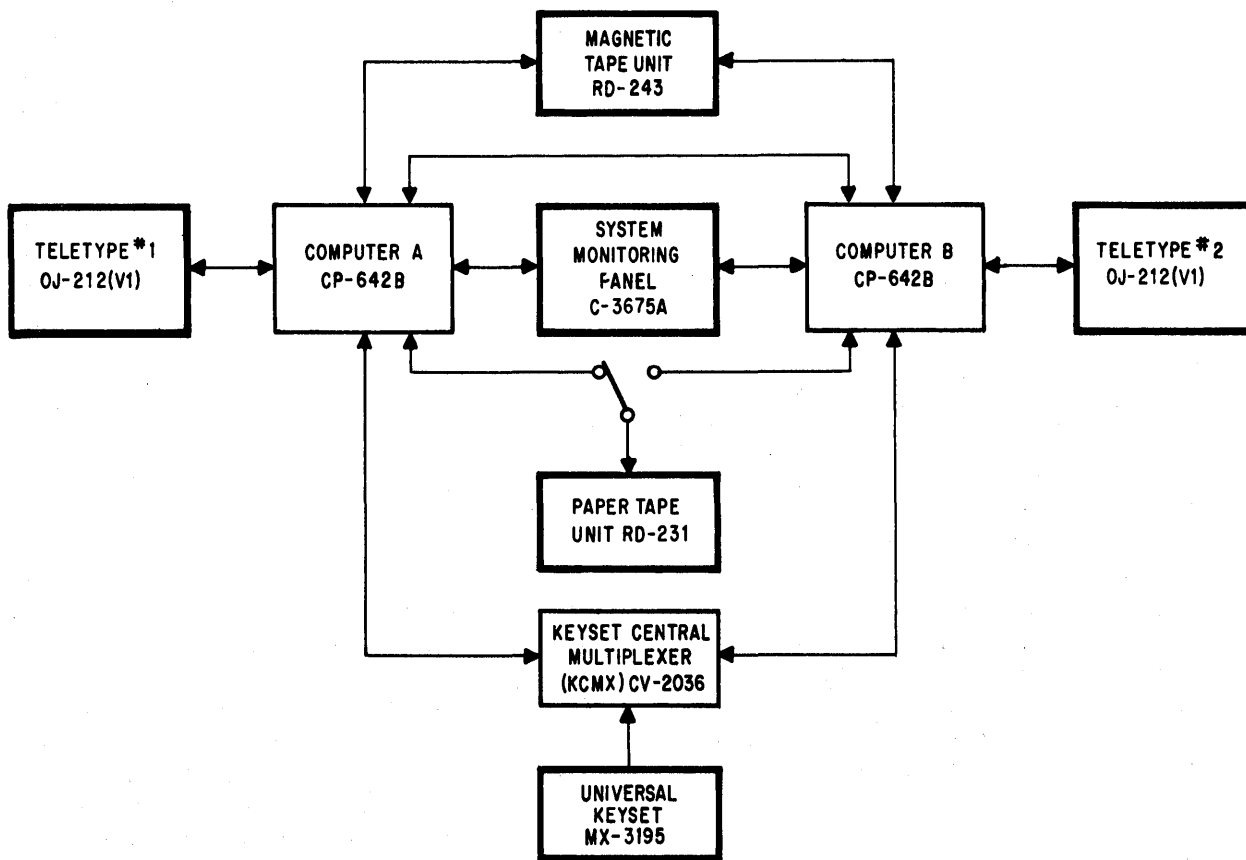 MAGNETIC
TAPE UNIT
RD-243
TELETYPE #1
OJ-212(V1)
COMPUTER A
CP-642B
SYSTEM
MONITORING
PANEL
C-3675A
COMPUTER B
CP-642B
TELETYPE #2
OJ-212(V1)
PAPER TAPE
UNIT RD-231
KEYSET CENTRAL
MULTIPLEXER
(KCMX) CV-2036
UNIVERSAL
KEYSET
MX-3195